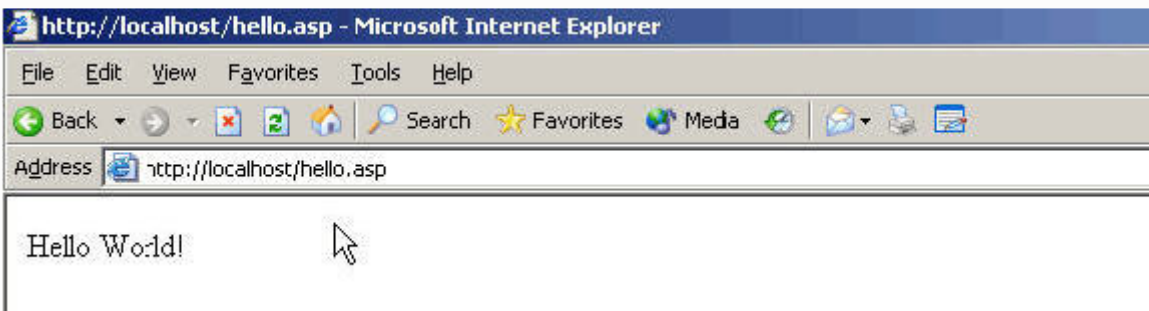 http://localhost/hello.asp - Microsoft Internet Explorer
File Edit View Favorites Tools Help
Back Search Favorites Media
Address http://localhost/hello.asp
Hello World!